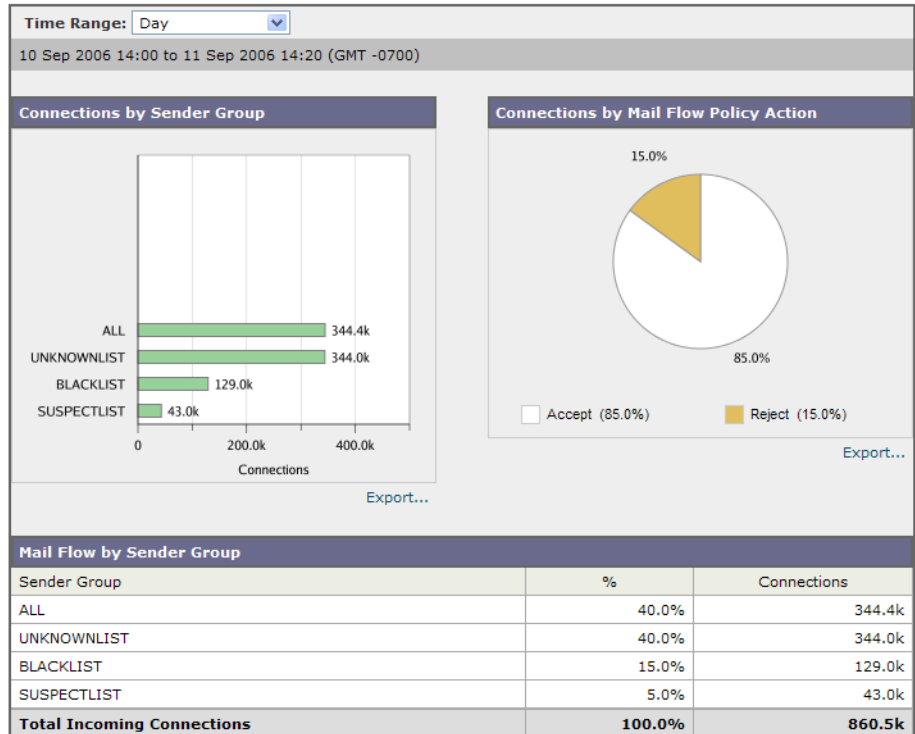 Time Range: Day
10 Sep 2006 14:00 to 11 Sep 2006 14:20 (GMT -0700)
Connections by Sender Group
ALL 344.4k
UNKNOWNLIST 344.0k
BLACKLIST 129.0k
SUSPECTLIST 43.0k
0 200.0k 400.0k
Connections
Export...
Connections by Mail Flow Policy Action
15.0%
85.0%
Accept (85.0%) Reject (15.0%)
Export...
Mail Flow by Sender Group
Sender Group % Connections
ALL 40.0% 344.4k
UNKNOWNLIST 40.0% 344.0k
BLACKLIST 15.0% 129.0k
SUSPECTLIST 5.0% 43.0k
Total Incoming Connections 100.0% 860.5k